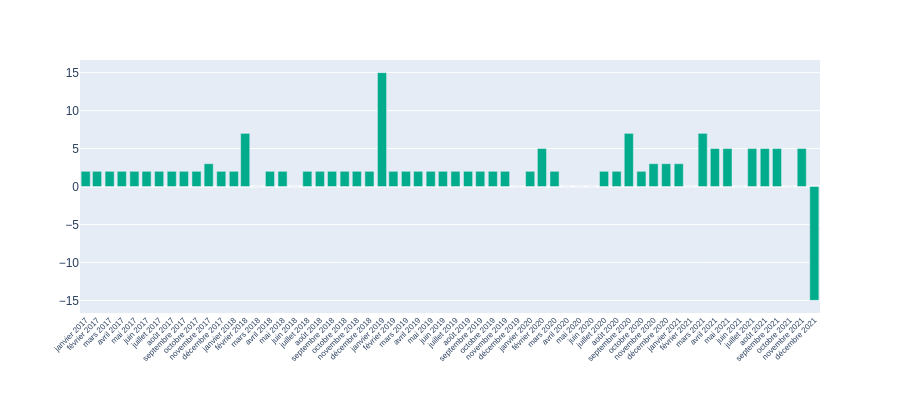 15
10
5
0
−5
−10
−15
janvier 2017
février 2017
mars 2017
avril 2017
mai 2017
juin 2017
juillet 2017
août 2017
septembre 2017
octobre 2017
novembre 2017
décembre 2017
janvier 2018
février 2018
mars 2018
avril 2018
mai 2018
juin 2018
juillet 2018
août 2018
septembre 2018
octobre 2018
novembre 2018
décembre 2018
janvier 2019
février 2019
mars 2019
avril 2019
mai 2019
juin 2019
juillet 2019
août 2019
septembre 2019
octobre 2019
novembre 2019
décembre 2019
janvier 2020
février 2020
mars 2020
avril 2020
mai 2020
juin 2020
juillet 2020
août 2020
septembre 2020
octobre 2020
novembre 2020
décembre 2020
janvier 2021
février 2021
mars 2021
avril 2021
mai 2021
juin 2021
juillet 2021
août 2021
septembre 2021
octobre 2021
novembre 2021
décembre 2021